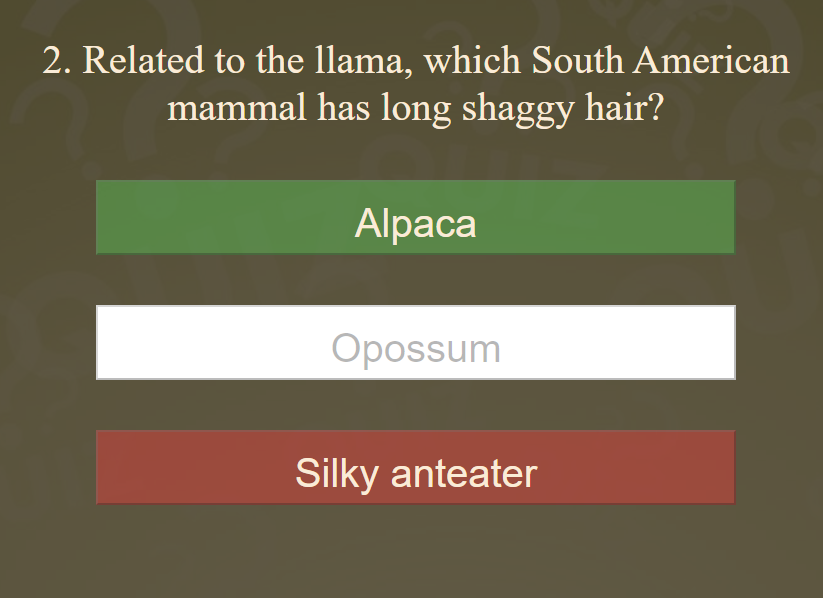 2. Related to the llama, which South American
mammal has long shaggy hair?
Alpaca
Opossum
Silky anteater